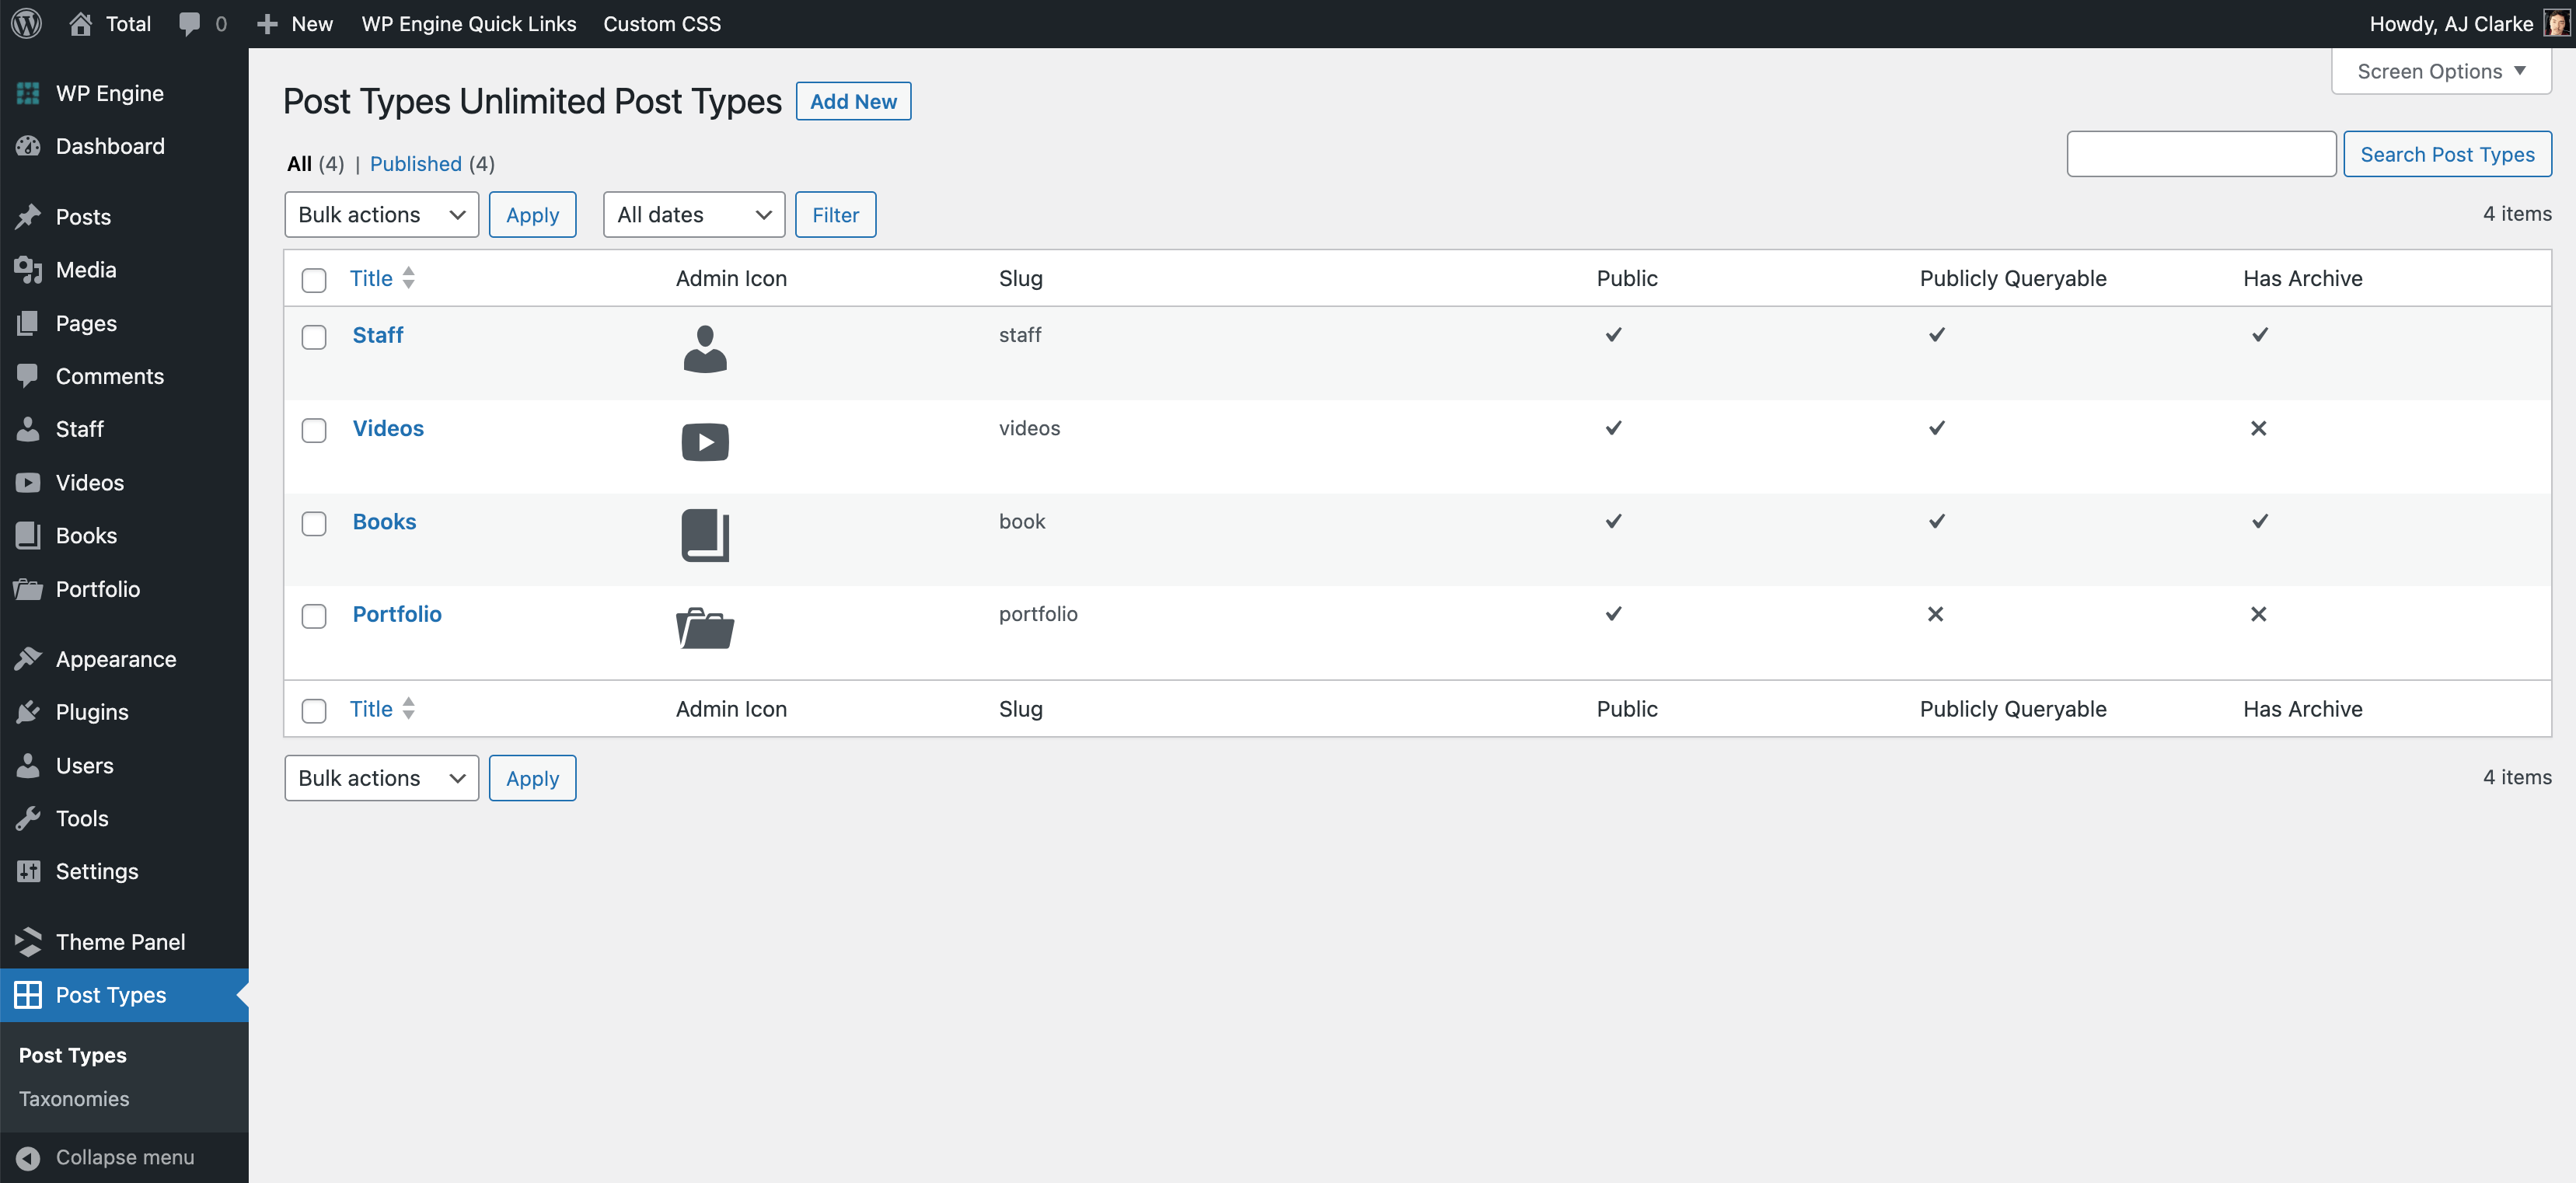 Total 0 New WP Engine Quick Links Custom CSS Howdy, AJ Clarke
WP Engine
Dashboard
Posts
Media
Pages
Comments
Staff
Videos
Books
Portfolio
Appearance
Plugins
Users
Tools
Settings
Theme Panel
Post Types
Post Types
Taxonomies
Collapse menu
Screen Options
Post Types Unlimited Post Types Add New
All (4) | Published (4)
Search Post Types
Bulk actions Apply All dates Filter 4 items
Title Admin Icon Slug Public Publicly Queryable Has Archive
Staff staff
Videos videos
Books book
Portfolio portfolio
Title Admin Icon Slug Public Publicly Queryable Has Archive
Bulk actions Apply 4 items